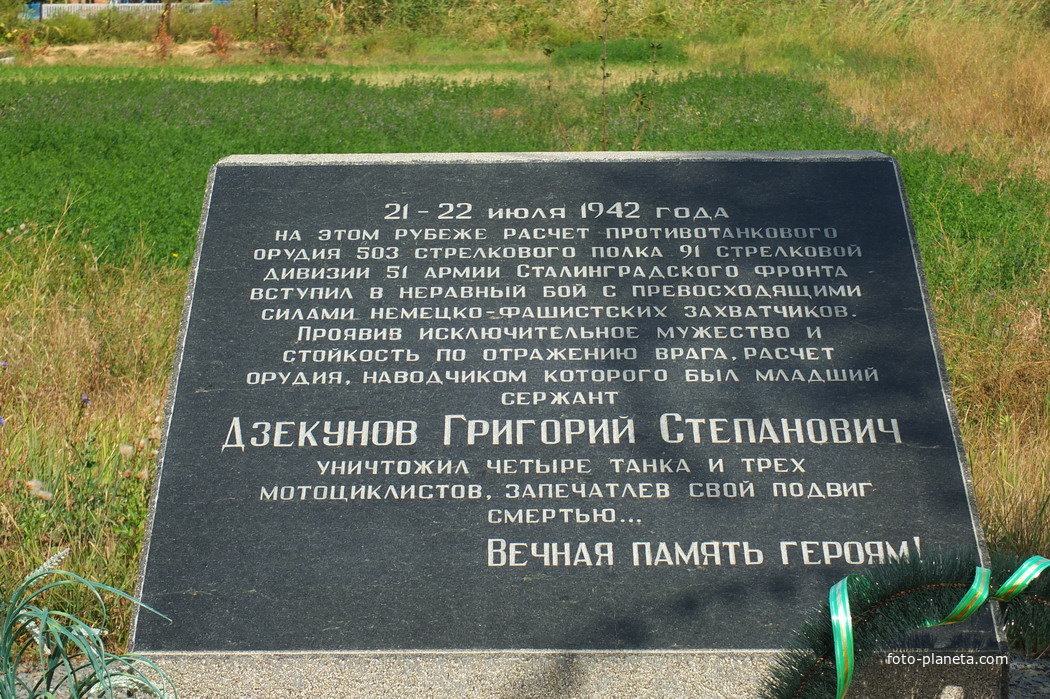 21 - 22 июля 1942 года
на этом рубеже расчет противотанкового
орудия 503 стрелкового полка 91 стрелковой
дивизии 51 армии Сталинградского фронта
вступил в неравный бой с превосходящими
силами немецко-фашистских захватчиков.
Проявив исключительное мужество и
стойкость по отражению врага, расчет
орудия, наводчиком которого был младший
сержант
Дзекунов Григорий Степанович
уничтожил четыре танка и трех
мотоциклистов, запечатлев свой подвиг
смертью...
Вечная память героям!
foto-planeta.com